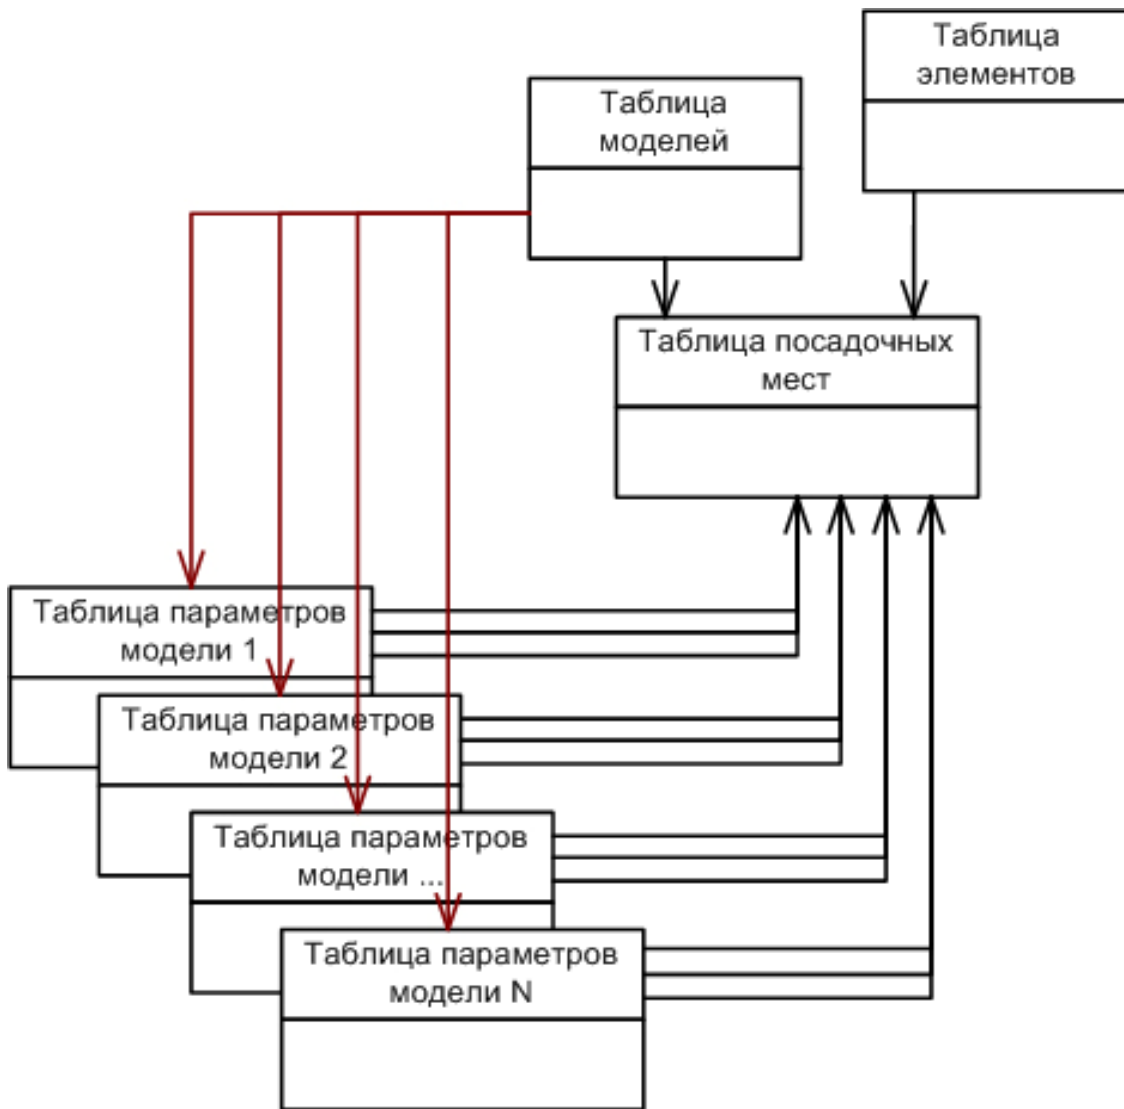 Таблица
элементов
Таблица
моделей
Таблица посадочных
мест
Таблица параметров
модели 1
Таблица параметров
модели 2
Таблица параметров
модели ...
Таблица параметров
модели N